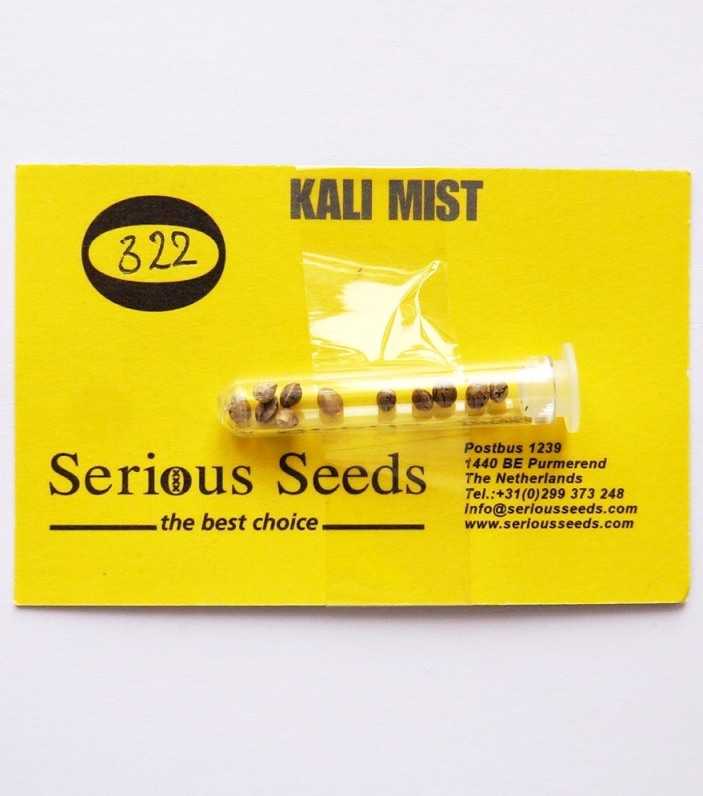 322
KALI MIST
Serious Seeds
the best choice
Postbus 1239
1440 BE Purmerend
The Netherlands
Tel.:+31(0)299 373 248
info@seriousseeds.com
www.seriousseeds.com